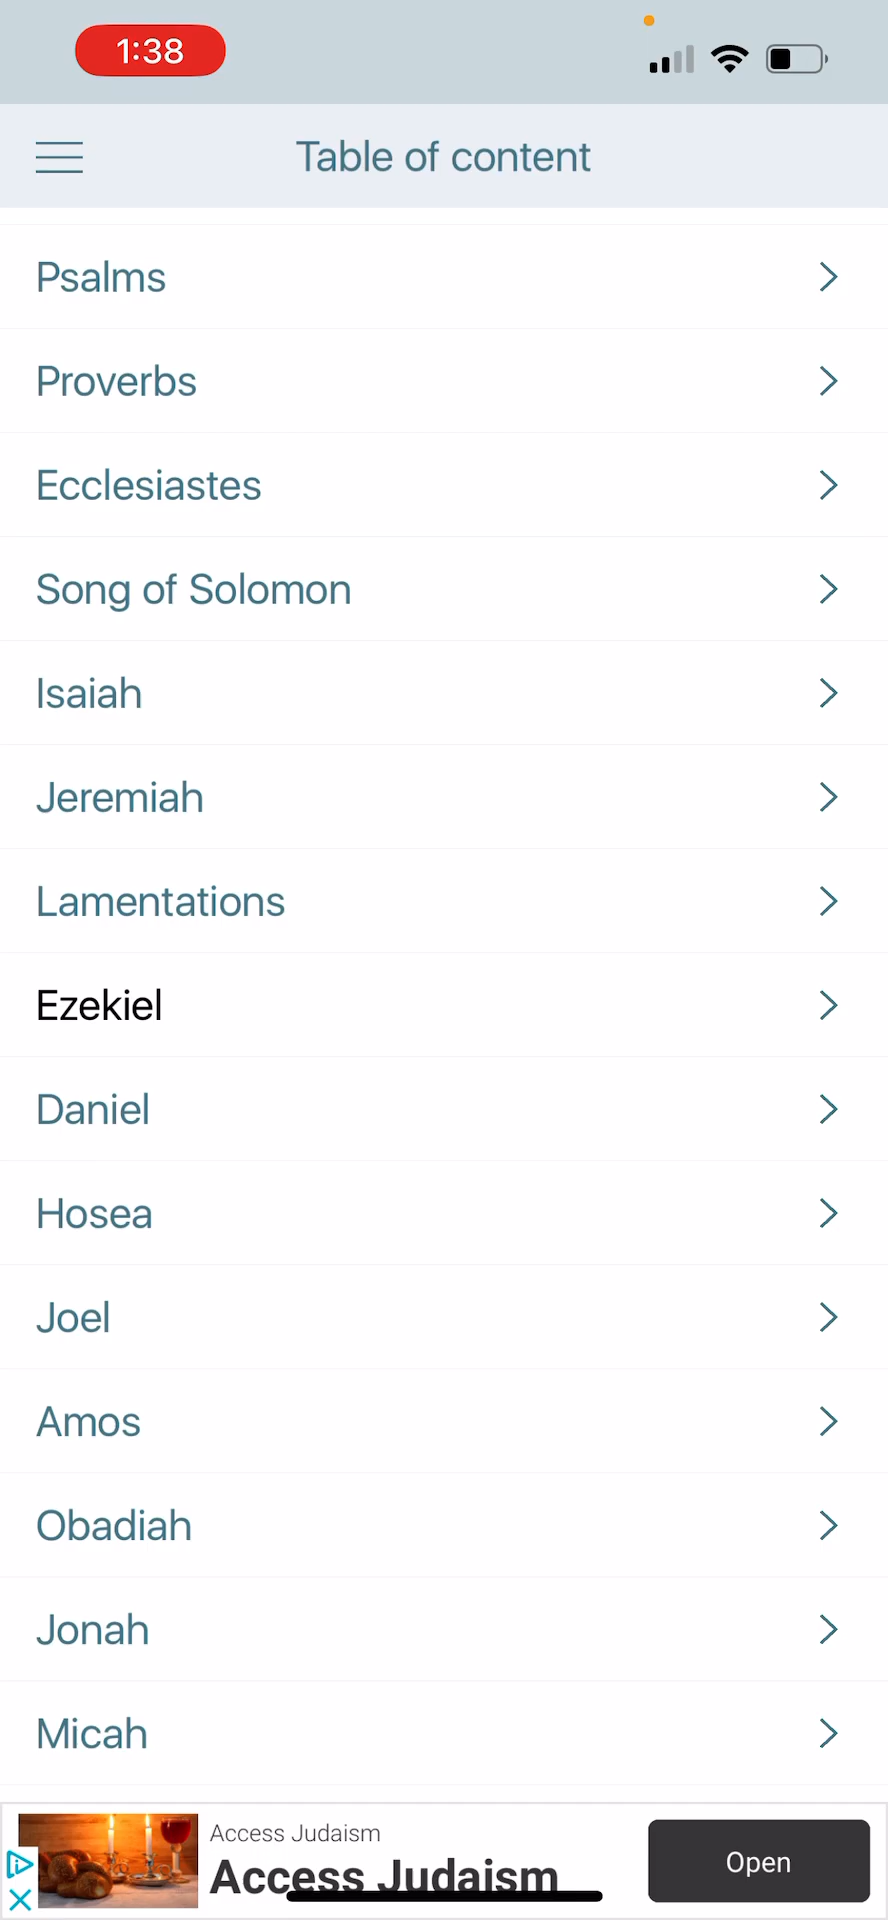 1:38
Table of content
Psalms
Proverbs
Ecclesiastes
Song of Solomon
Isaiah
Jeremiah
Lamentations
Ezekiel
Daniel
Hosea
Joel
Amos
Obadiah
Jonah
Micah
Access Judaism
Access Judaism
Open